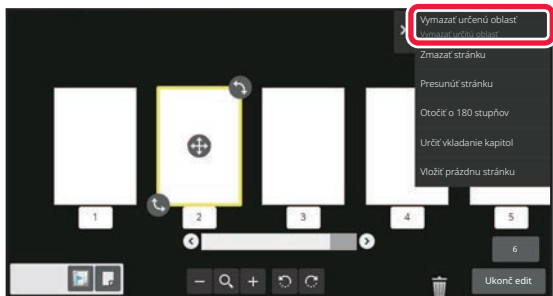 Vymazať určenú oblasť
Vymazať určitú oblasť
Zmazať stránku
Presunúť stránku
Otočiť o 180 stupňov
Určiť vkladanie kapitol
Vložiť prázdnu stránku
1
2
3
4
5
6
Ukonč edit